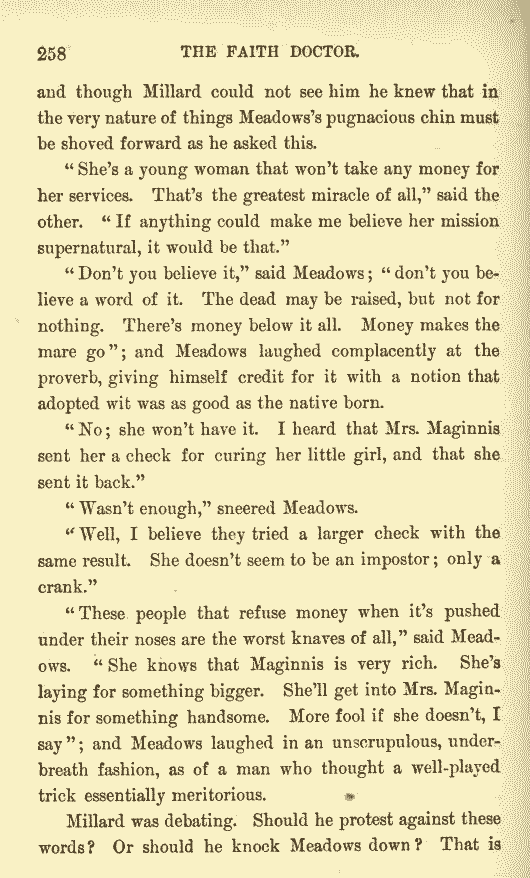 258 THE FAITH DOCTOR.
and though Millard could not see him he knew that in
the very nature of things Meadows's pugnacious chin must
be shoved forward as he asked this.
"She's a young woman that won't take any money for
her services. That's the greatest miracle of all," said the
other. "If anything could make me believe her mission
supernatural, it would be that."
"Don't you believe it," said Meadows; "don't you be-
lieve a word of it. The dead may be raised, but not for
nothing. There's money below it all. Money makes the
mare go"; and Meadows laughed complacently at the
proverb, giving himself credit for it with a notion that
adopted wit was as good as the native born.
"No; she won't have it. I heard that Mrs. Maginnis
sent her a check for curing her little girl, and that she
sent it back."
"Wasn't enough," sneered Meadows.
"Well, I believe they tried a larger check with the
same result. She doesn't seem to be an impostor; only a
crank."
"These people that refuse money when it's pushed
under their noses are the worst knaves of all," said Mead-
ows. "She knows that Maginnis is very rich. She's
laying for something bigger. She'll get into Mrs. Magin-
nis for something handsome. More fool if she doesn't, I
say"; and Meadows laughed in an unscrupulous, under-
breath fashion, as of a man who thought a well-played
trick essentially meritorious.
Millard was debating. Should he protest against these
words? Or should he knock Meadows down? That is